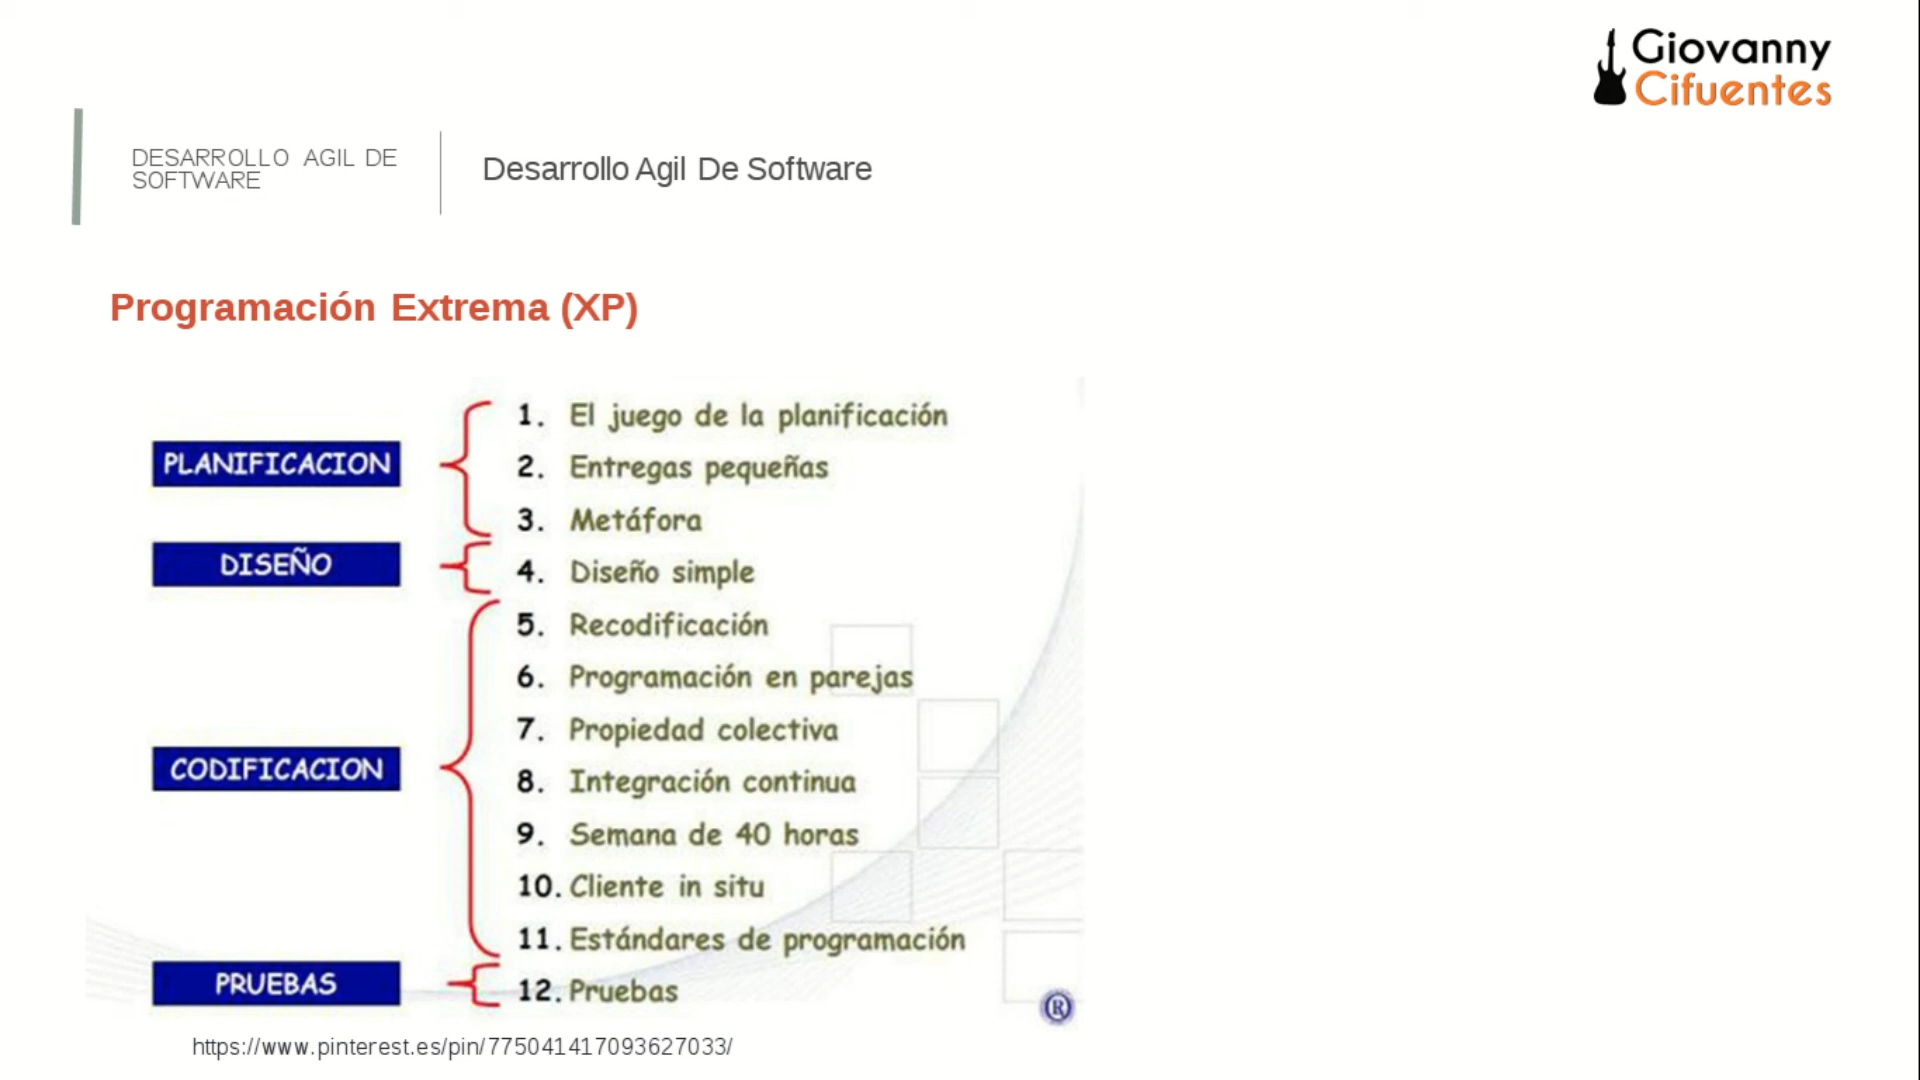 Giovanny
Cifuentes
DESARROLLO AGIL DE
SOFTWARE
Desarrollo Agil De Software
Programación Extrema (XP)
PLANIFICACION
1. El juego de la planificación
2. Entregas pequeñas
3. Metáfora
DISEÑO
4. Diseño simple
CODIFICACION
5. Recodificación
6. Programación en parejas
7. Propiedad colectiva
8. Integración continua
9. Semana de 40 horas
10. Cliente in situ
11. Estándares de programación
PRUEBAS
12. Pruebas
®
https://www.pinterest.es/pin/775041417093627033/